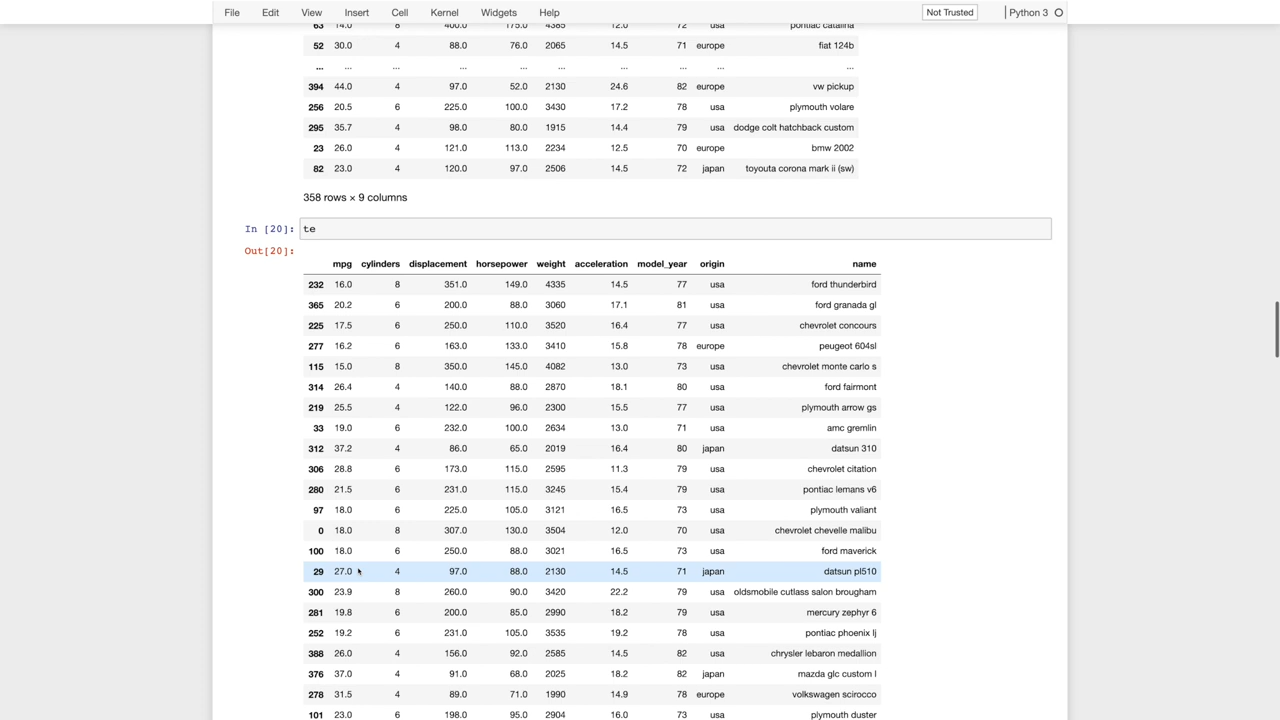 File Edit View Insert Cell Kernel Widgets Help Not Trusted Python 3
63 14.0 8 400.0 175.0 4385 12.0 72 usa pontiac catalina
52 30.0 4 88.0 76.0 2065 14.5 71 europe fiat 124b
... ... ... ... ... ... ... ... ... ...
394 44.0 4 97.0 52.0 2130 24.6 82 europe vw pickup
256 20.5 6 225.0 100.0 3430 17.2 78 usa plymouth volare
295 35.7 4 98.0 80.0 1915 14.4 79 usa dodge colt hatchback custom
23 26.0 4 121.0 113.0 2234 12.5 70 europe bmw 2002
82 23.0 4 120.0 97.0 2506 14.5 72 japan toyouta corona mark ii (sw)
358 rows × 9 columns
In [20]: te
Out[20]:
mpg cylinders displacement horsepower weight acceleration model_year origin name
232 16.0 8 351.0 149.0 4335 14.5 77 usa ford thunderbird
365 20.2 6 200.0 88.0 3060 17.1 81 usa ford granada gl
225 17.5 6 250.0 110.0 3520 16.4 77 usa chevrolet concours
277 16.2 6 163.0 133.0 3410 15.8 78 europe peugeot 604sl
115 15.0 8 350.0 145.0 4082 13.0 73 usa chevrolet monte carlo s
314 26.4 4 140.0 88.0 2870 18.1 80 usa ford fairmont
219 25.5 4 122.0 96.0 2300 15.5 77 usa plymouth arrow gs
33 19.0 6 232.0 100.0 2634 13.0 71 usa amc gremlin
312 37.2 4 86.0 65.0 2019 16.4 80 japan datsun 310
306 28.8 6 173.0 115.0 2595 11.3 79 usa chevrolet citation
280 21.5 6 231.0 115.0 3245 15.4 79 usa pontiac lemans v6
97 18.0 6 225.0 105.0 3121 16.5 73 usa plymouth valiant
0 18.0 8 307.0 130.0 3504 12.0 70 usa chevrolet chevelle malibu
100 18.0 6 250.0 88.0 3021 16.5 73 usa ford maverick
29 27.0 4 97.0 88.0 2130 14.5 71 japan datsun pl510
300 23.9 8 260.0 90.0 3420 22.2 79 usa oldsmobile cutlass salon brougham
281 19.8 6 200.0 85.0 2990 18.2 79 usa mercury zephyr 6
252 19.2 6 231.0 105.0 3535 19.2 78 usa pontiac phoenix lj
388 26.0 4 156.0 92.0 2585 14.5 82 usa chrysler lebaron medallion
376 37.0 4 91.0 68.0 2025 18.2 82 japan mazda glc custom l
278 31.5 4 89.0 71.0 1990 14.9 78 europe volkswagen scirocco
101 23.0 6 198.0 95.0 2904 16.0 73 usa plymouth duster